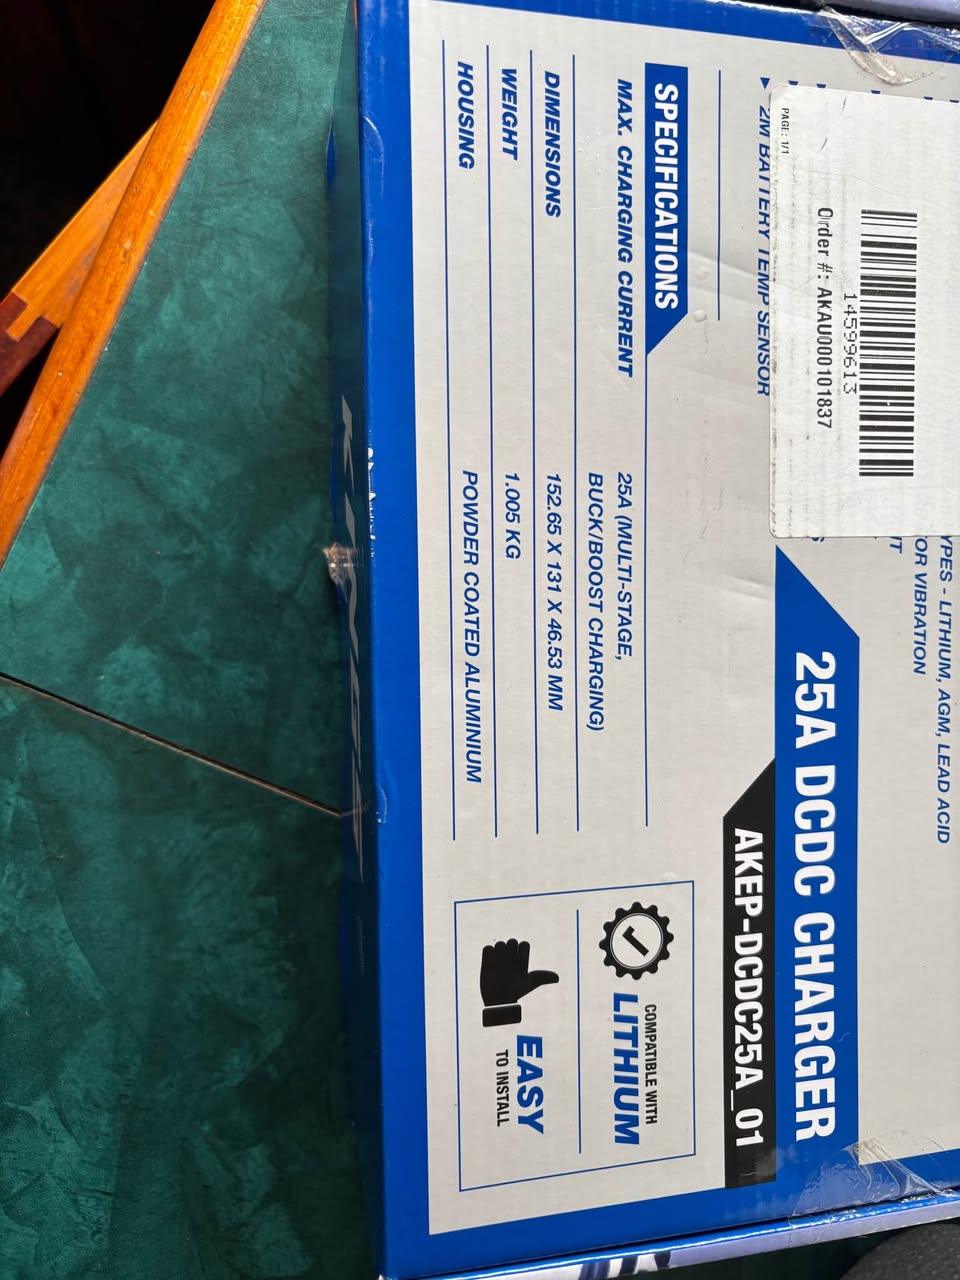 YPES - LITHIUM, AGM, LEAD ACID
OR VIBRATION
PAGE: 1/1
14599613
Order #: AKAU000101837
2M BATTERY TEMP SENSOR
25A DCDC CHARGER
AKEP-DCDC25A_01
SPECIFICATIONS
MAX. CHARGING CURRENT 25A (MULTI-STAGE,
BUCK/BOOST CHARGING)
DIMENSIONS 152.65 X 131 X 46.53 MM
WEIGHT 1.005 KG
HOUSING POWDER COATED ALUMINIUM
COMPATIBLE WITH
LITHIUM
EASY
TO INSTALL
KINGS